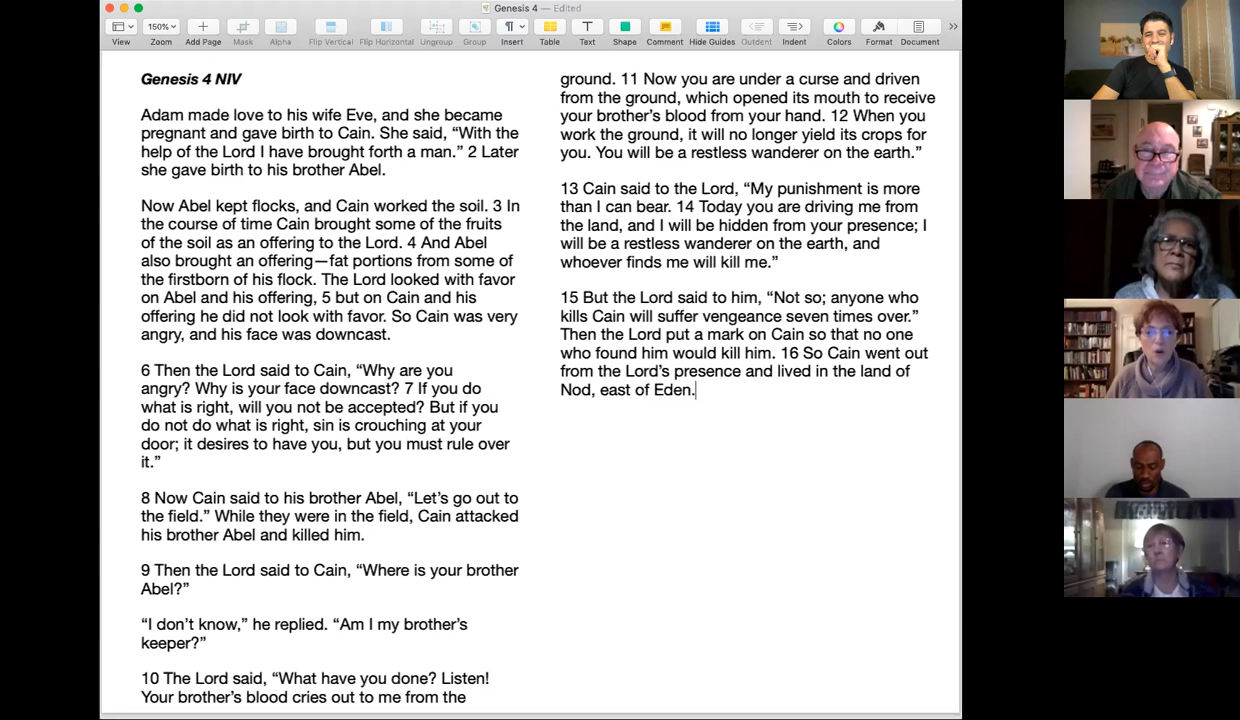 Genesis 4 — Edited
150%
View Zoom Add Page Mask Alpha Flip Vertical Flip Horizontal Ungroup Group Insert Table Text Shape Comment Hide Guides Outdent Indent Colors Format Document
Genesis 4 NIV
Adam made love to his wife Eve, and she became
pregnant and gave birth to Cain. She said, “With the
help of the Lord I have brought forth a man.” 2 Later
she gave birth to his brother Abel.
Now Abel kept flocks, and Cain worked the soil. 3 In
the course of time Cain brought some of the fruits
of the soil as an offering to the Lord. 4 And Abel
also brought an offering—fat portions from some of
the firstborn of his flock. The Lord looked with favor
on Abel and his offering, 5 but on Cain and his
offering he did not look with favor. So Cain was very
angry, and his face was downcast.
6 Then the Lord said to Cain, “Why are you
angry? Why is your face downcast? 7 If you do
what is right, will you not be accepted? But if you
do not do what is right, sin is crouching at your
door; it desires to have you, but you must rule over
it.”
8 Now Cain said to his brother Abel, “Let’s go out to
the field.” While they were in the field, Cain attacked
his brother Abel and killed him.
9 Then the Lord said to Cain, “Where is your brother
Abel?”
“I don’t know,” he replied. “Am I my brother’s
keeper?”
10 The Lord said, “What have you done? Listen!
Your brother’s blood cries out to me from the
ground. 11 Now you are under a curse and driven
from the ground, which opened its mouth to receive
your brother’s blood from your hand. 12 When you
work the ground, it will no longer yield its crops for
you. You will be a restless wanderer on the earth.”
13 Cain said to the Lord, “My punishment is more
than I can bear. 14 Today you are driving me from
the land, and I will be hidden from your presence; I
will be a restless wanderer on the earth, and
whoever finds me will kill me.”
15 But the Lord said to him, “Not so; anyone who
kills Cain will suffer vengeance seven times over.”
Then the Lord put a mark on Cain so that no one
who found him would kill him. 16 So Cain went out
from the Lord’s presence and lived in the land of
Nod, east of Eden.